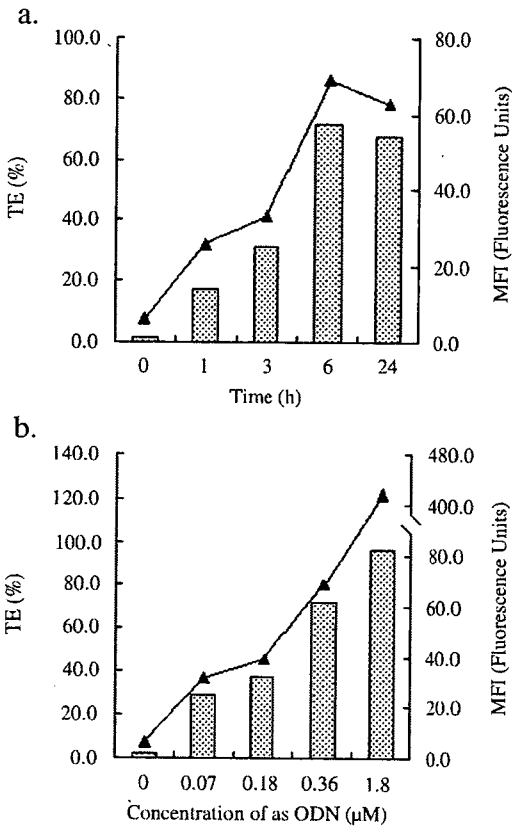 a.
100.0
80.0
60.0
40.0
20.0
0.0
TE (%)
80.0
60.0
40.0
20.0
0.0
MFI (Fluorescence Units)
0 1 3 6 24
Time (h)
b.
140.0
120.0
100.0
80.0
60.0
40.0
20.0
0.0
TE (%)
480.0
400.0
80.0
60.0
40.0
20.0
0.0
MFI (Fluorescence Units)
0 0.07 0.18 0.36 1.8
Concentration of as ODN (μM)